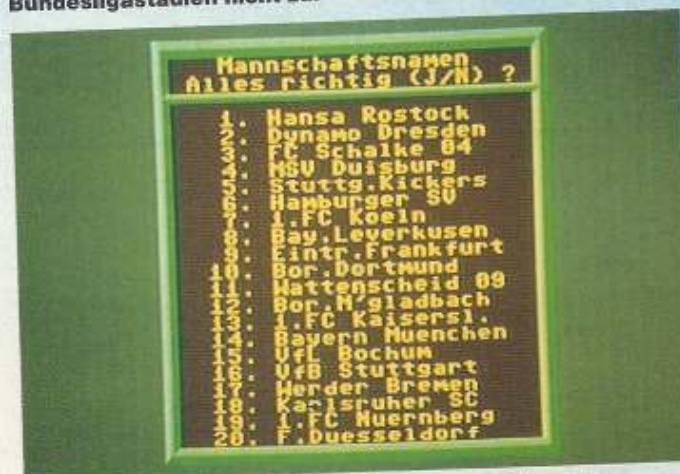 Mannschaftsnamen
Alles richtig (J/N) ?
1. Hansa Rostock
2. Dynamo Dresden
3. FC Schalke 04
4. MSV Duisburg
5. Stuttg.Kickers
6. Hamburger SV
7. 1.FC Koeln
8. Bay.Leverkusen
9. Eintr.Frankfurt
10. Bor.Dortmund
11. Wattenscheid 09
12. Bor.M'gladbach
13. 1.FC Kaisersl.
14. Bayern Muenchen
15. VfL Bochum
16. VfB Stuttgart
17. Werder Bremen
18. Karlsruher SC
19. 1.FC Nuernberg
20. F.Duesseldorf